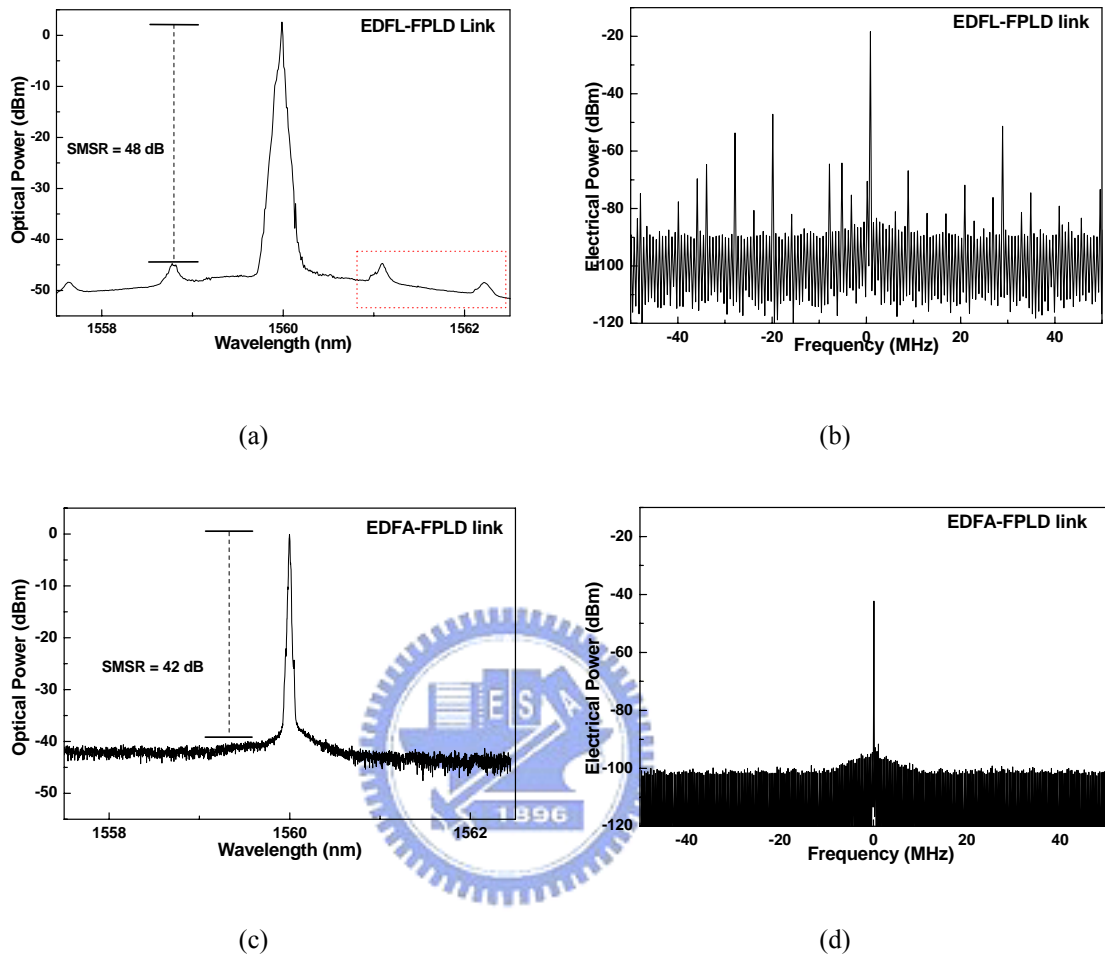 EDFL-FPLD Link
0
-10
-20
-30
-40
-50
Optical Power (dBm)
SMSR = 48 dB
1558
1560
1562
Wavelength (nm)
(a)
EDFL-FPLD link
-20
-40
-60
-80
-100
-120
Electrical Power (dBm)
-40
-20
0
20
40
Frequency (MHz)
(b)
EDFA-FPLD link
0
-10
-20
-30
-40
-50
Optical Power (dBm)
SMSR = 42 dB
1558
1560
1562
Wavelength (nm)
(c)
EDFA-FPLD link
-20
-40
-60
-80
-100
-120
Electrical Power (dBm)
-40
-20
0
20
40
Frequency (MHz)
(d)
E S A
1896